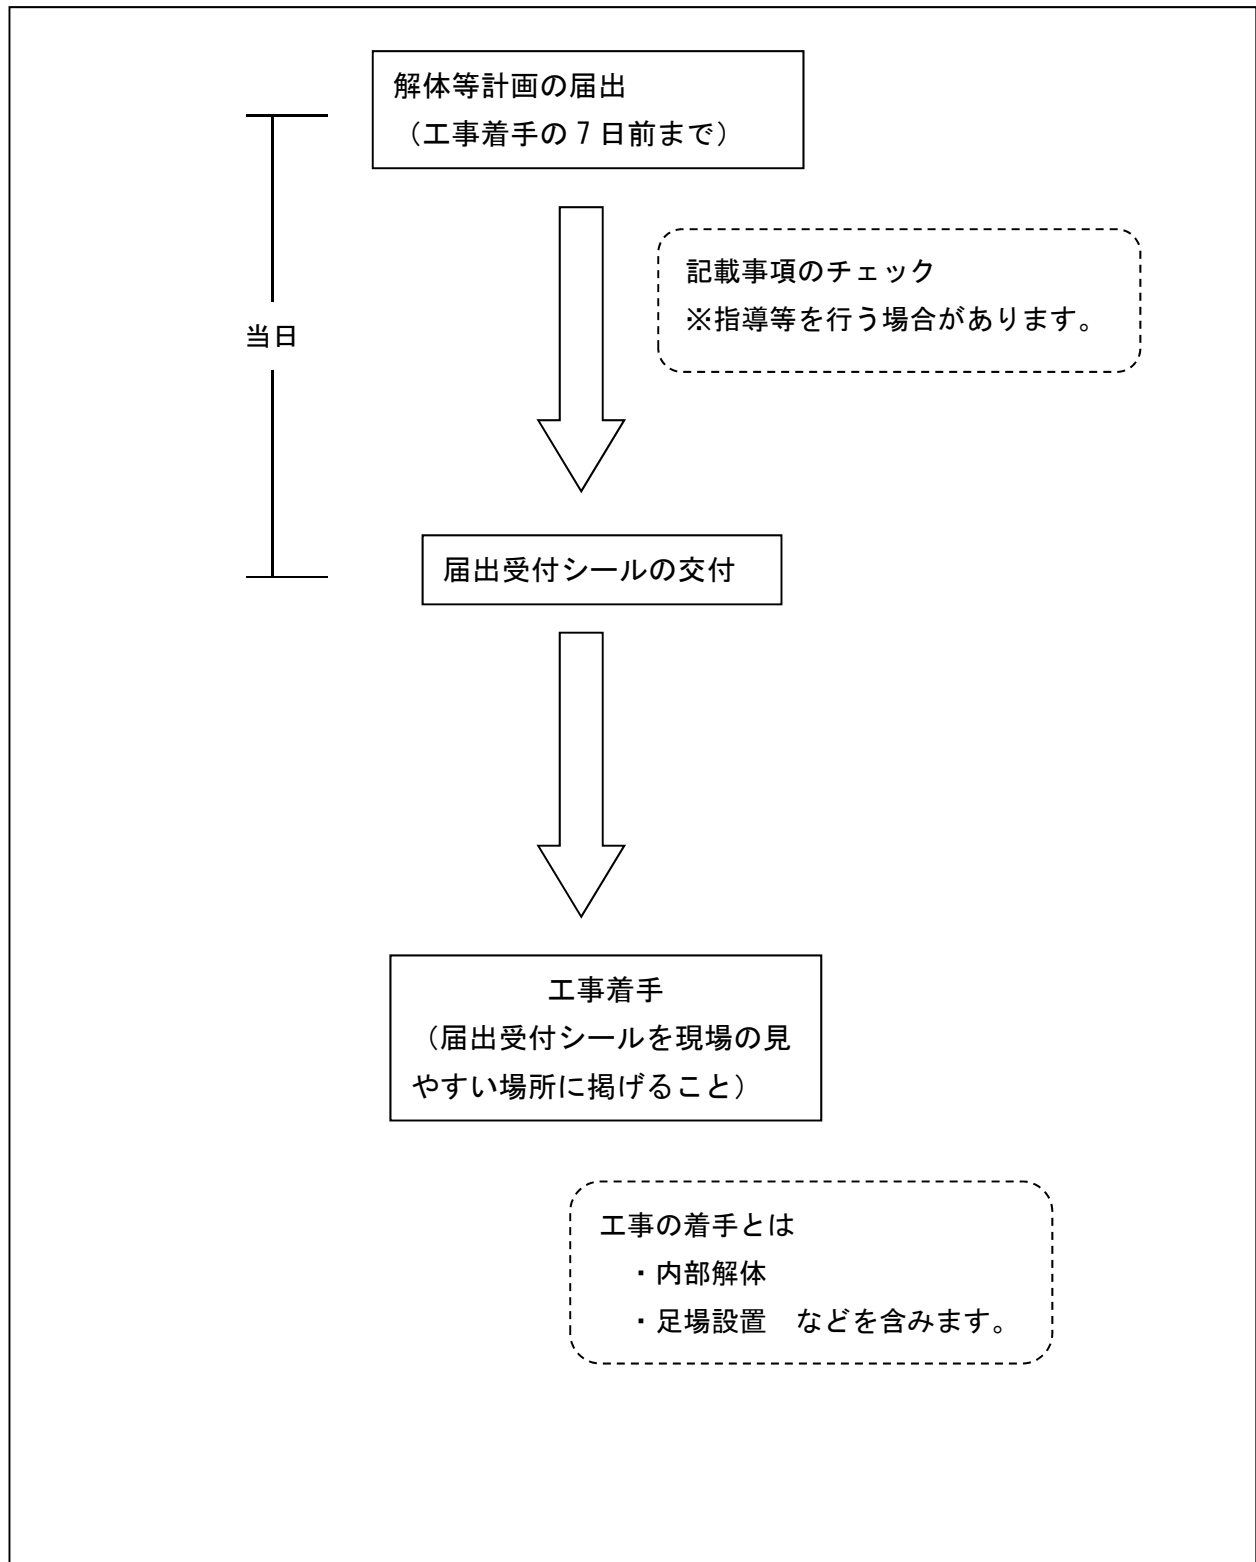 解体等計画の届出
（工事着手の７日前まで）
記載事項のチェック
※指導等を行う場合があります。
当日
届出受付シールの交付
工事着手
（届出受付シールを現場の見
やすい場所に掲げること）
工事の着手とは
・内部解体
・足場設置　などを含みます。